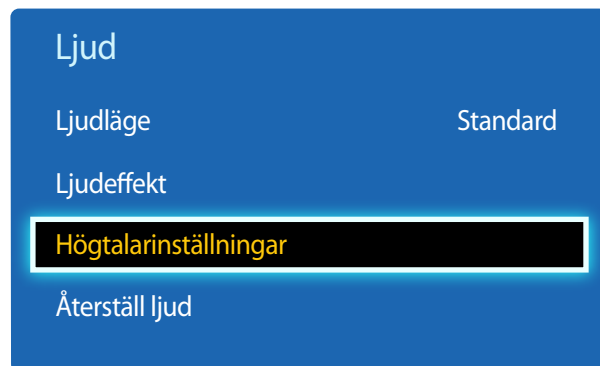 Ljud
Ljudläge Standard
Ljudeffekt
Högtalarinställningar
Återställ ljud